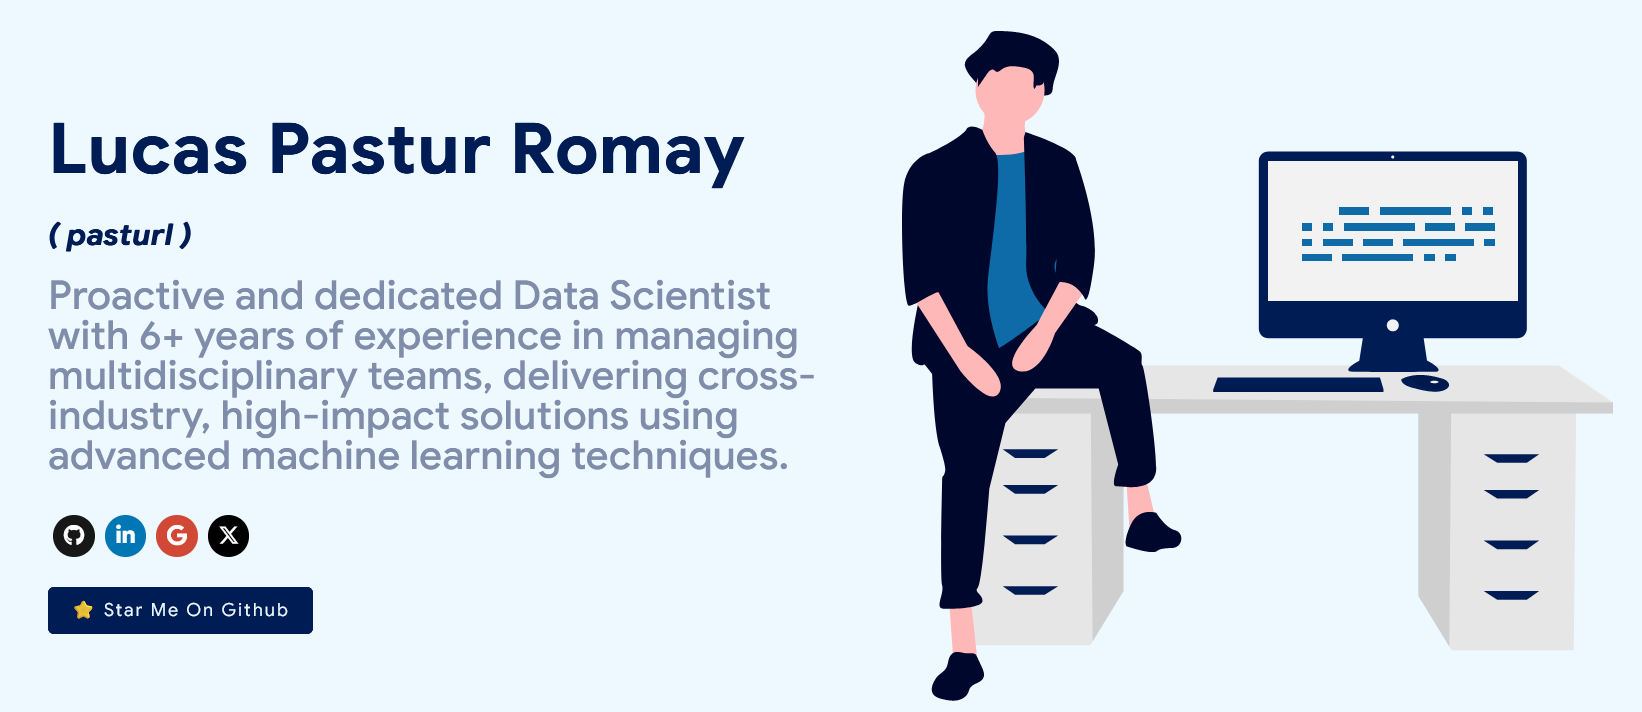 Lucas Pastur Romay
( pasturl )
Proactive and dedicated Data Scientist
with 6+ years of experience in managing
multidisciplinary teams, delivering cross-
industry, high-impact solutions using
advanced machine learning techniques.
in G X
Star Me On Github